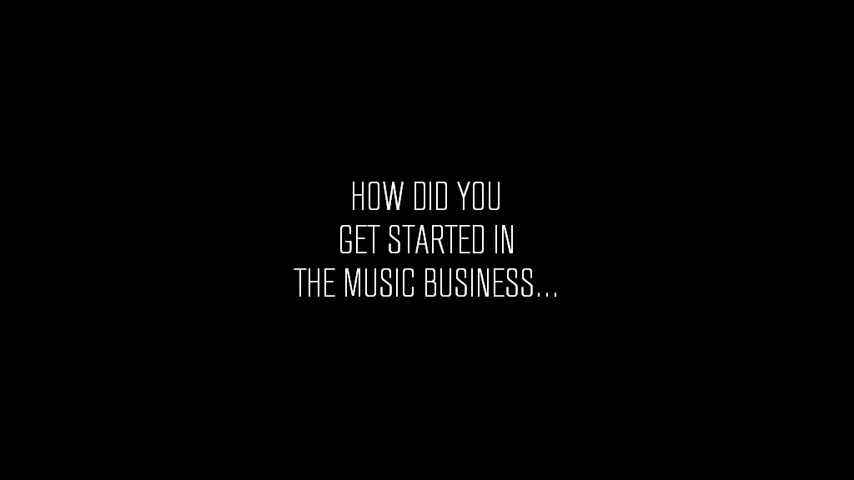 HOW DID YOU
GET STARTED IN
THE MUSIC BUSINESS...